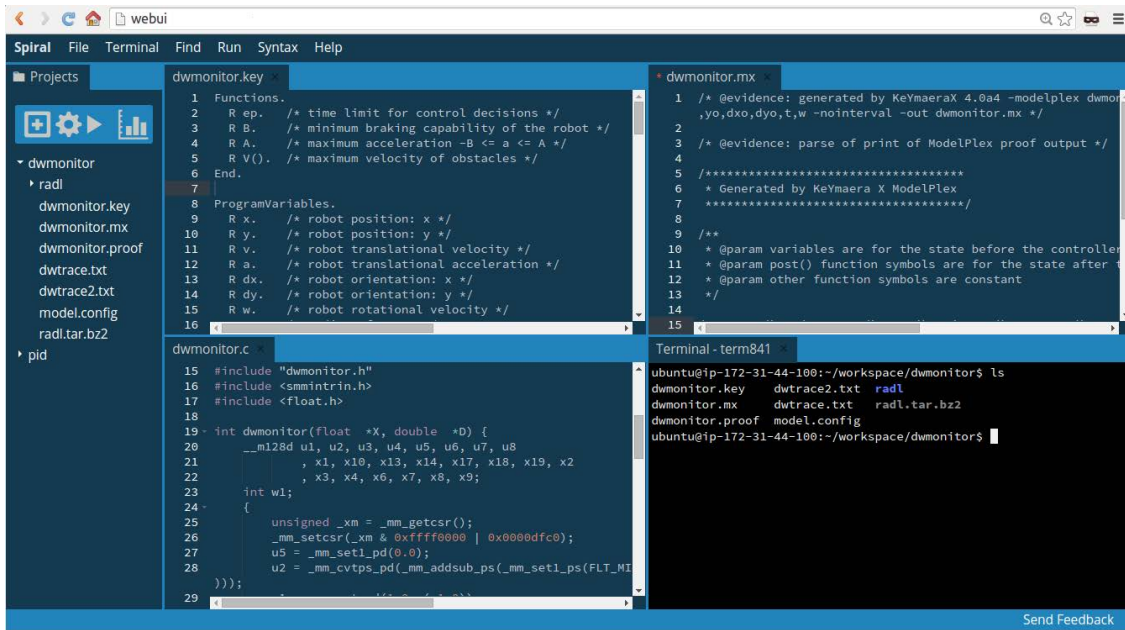 webui
Spiral File Terminal Find Run Syntax Help
Projects
dwmonitor
radl
dwmonitor.key
dwmonitor.mx
dwmonitor.proof
dwtrace.txt
dwtrace2.txt
model.config
radl.tar.bz2
pid
dwmonitor.key ×
1 Functions.
2 R ep. /* time limit for control decisions */
3 R B. /* minimum braking capability of the robot */
4 R A. /* maximum acceleration -B <= a <= A */
5 R V(). /* maximum velocity of obstacles */
6 End.
7
8 ProgramVariables.
9 R x. /* robot position: x */
10 R y. /* robot position: y */
11 R v. /* robot translational velocity */
12 R a. /* robot translational acceleration */
13 R dx. /* robot orientation: x */
14 R dy. /* robot orientation: y */
15 R w. /* robot rotational velocity */
16
* dwmonitor.mx ×
1 /* @evidence: generated by KeYmaeraX 4.0a4 -modelplex dwmon
,yo,dxo,dyo,t,w -nointerval -out dwmonitor.mx */
2
3 /* @evidence: parse of print of ModelPlex proof output */
4
5 /***********************************
6 * Generated by KeYmaera X ModelPlex
7 ***********************************/
8
9 /**
10 * @param variables are for the state before the controller
11 * @param post() function symbols are for the state after
12 * @param other function symbols are constant
13 */
14
15
dwmonitor.c ×
15 #include "dwmonitor.h"
16 #include <smmintrin.h>
17 #include <float.h>
18
19 int dwmonitor(float *X, double *D) {
20 __m128d u1, u2, u3, u4, u5, u6, u7, u8
21 , x1, x10, x13, x14, x17, x18, x19, x2
22 , x3, x4, x6, x7, x8, x9;
23 int w1;
24 {
25 unsigned _xm = _mm_getcsr();
26 _mm_setcsr(_xm & 0xffff0000 | 0x0000dfc0);
27 u5 = _mm_set1_pd(0.0);
28 u2 = _mm_cvtps_pd(_mm_addsub_ps(_mm_set1_ps(FLT_MI
)));
29
Terminal - term841 ×
ubuntu@ip-172-31-44-100:~/workspace/dwmonitor$ ls
dwmonitor.key dwtrace2.txt radl
dwmonitor.mx dwtrace.txt radl.tar.bz2
dwmonitor.proof model.config
ubuntu@ip-172-31-44-100:~/workspace/dwmonitor$
Send Feedback